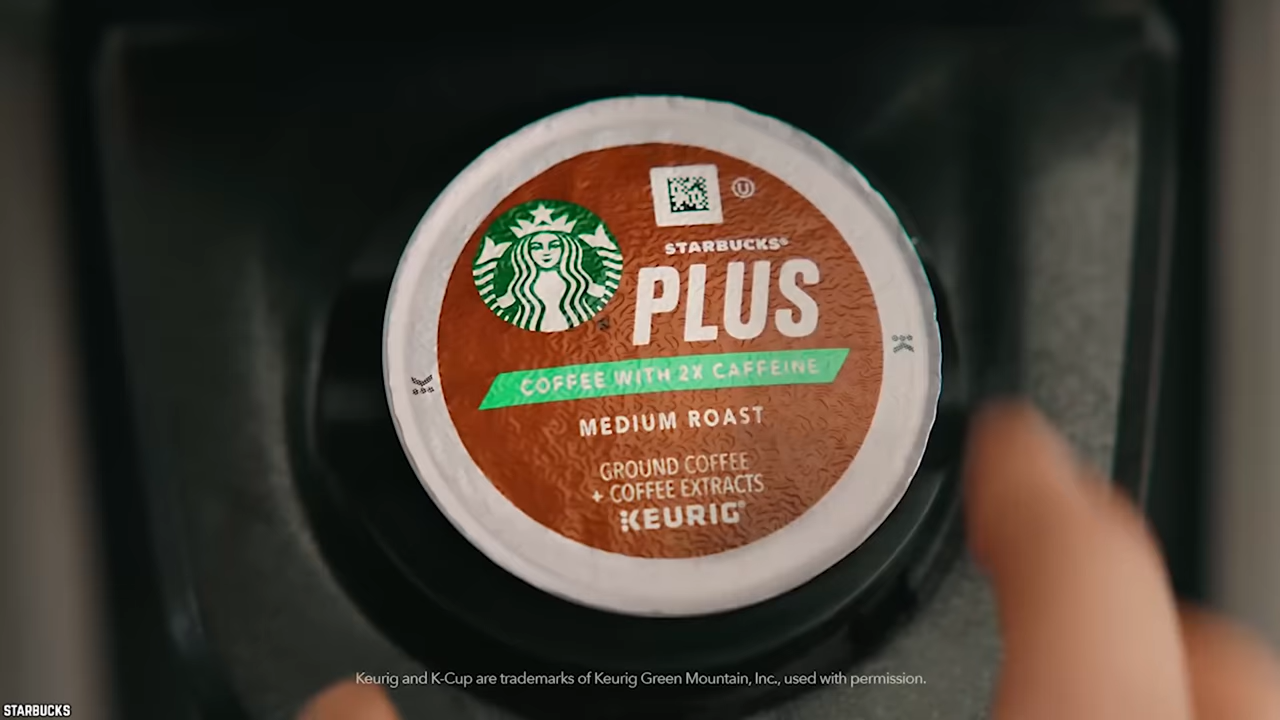 STARBUCKS®
PLUS
COFFEE WITH 2X CAFFEINE
MEDIUM ROAST
GROUND COFFEE
+ COFFEE EXTRACTS
KEURIG®
Keurig and K-Cup are trademarks of Keurig Green Mountain, Inc., used with permission.
STARBUCKS